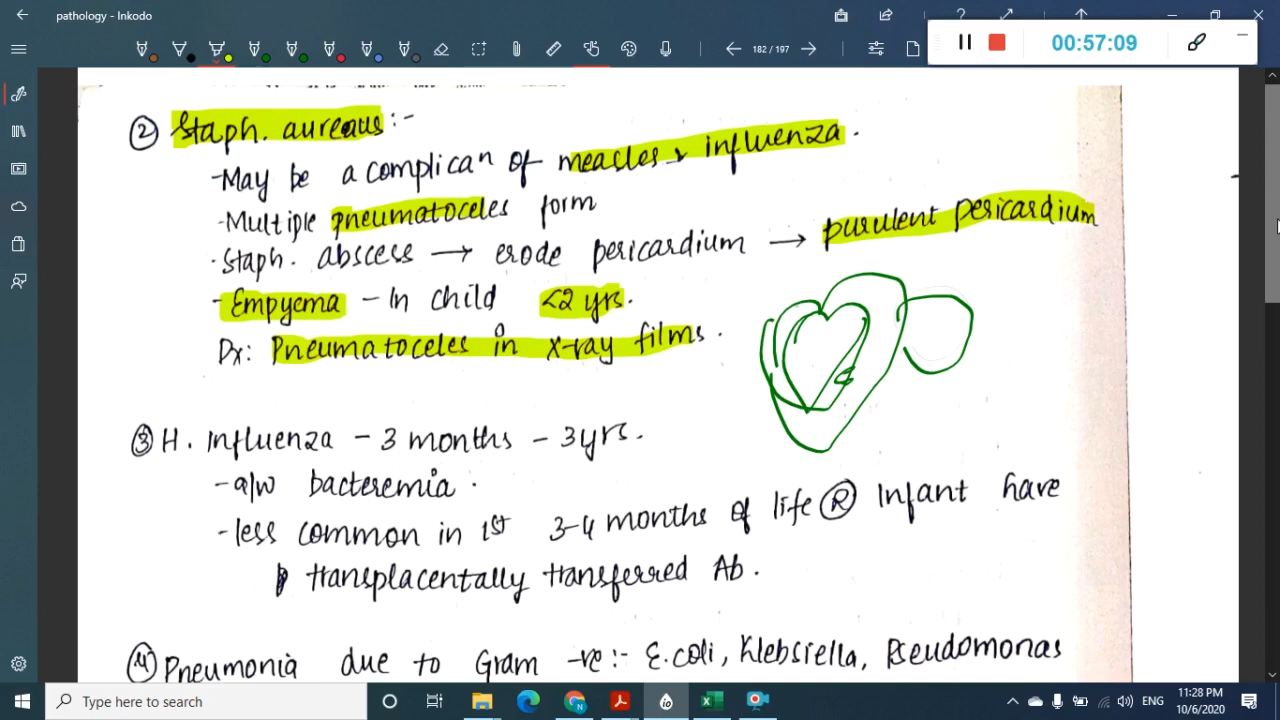 pathology - Inkodo
182 / 197
00:57:09
② Staph. aureaus :-
-May be a complicanⁿ of measles & influenza.
-Multiple pneumatoceles form
·Staph. abscess → erode pericardium → purulent pericardium
-Empyema - In child <2 yrs.
Dx: Pneumatoceles in x-ray films.
③ H. Influenza - 3 months - 3yrs.
-a/w bacteremia.
-less common in 1st 3-4 months of life Ⓡ Infant have
transplacentally transferred Ab.
④ Pneumonia due to Gram -ve:- E.coli, Klebsiella, Pseudomonas
Type here to search
ENG
11:28 PM
10/6/2020